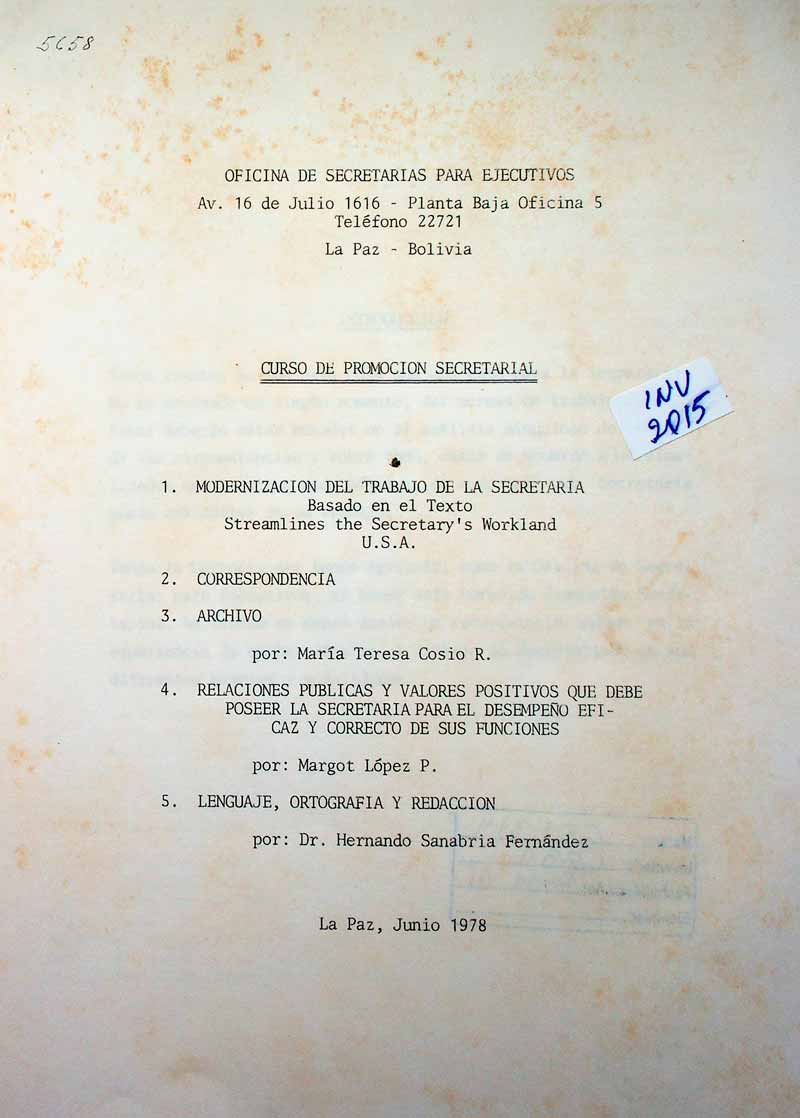 5658
OFICINA DE SECRETARIAS PARA EJECUTIVOS
Av. 16 de Julio 1616 - Planta Baja Oficina 5
Teléfono 22721
La Paz - Bolivia
CURSO DE PROMOCION SECRETARIAL
INV
2015
1. MODERNIZACION DEL TRABAJO DE LA SECRETARIA
Basado en el Texto
Streamlines the Secretary's Workland
U.S.A.
2. CORRESPONDENCIA
3. ARCHIVO
por: María Teresa Cosio R.
4. RELACIONES PUBLICAS Y VALORES POSITIVOS QUE DEBE
POSEER LA SECRETARIA PARA EL DESEMPEÑO EFI-
CAZ Y CORRECTO DE SUS FUNCIONES
por: Margot López P.
5. LENGUAJE, ORTOGRAFIA Y REDACCION
por: Dr. Hernando Sanabria Fernández
La Paz, Junio 1978